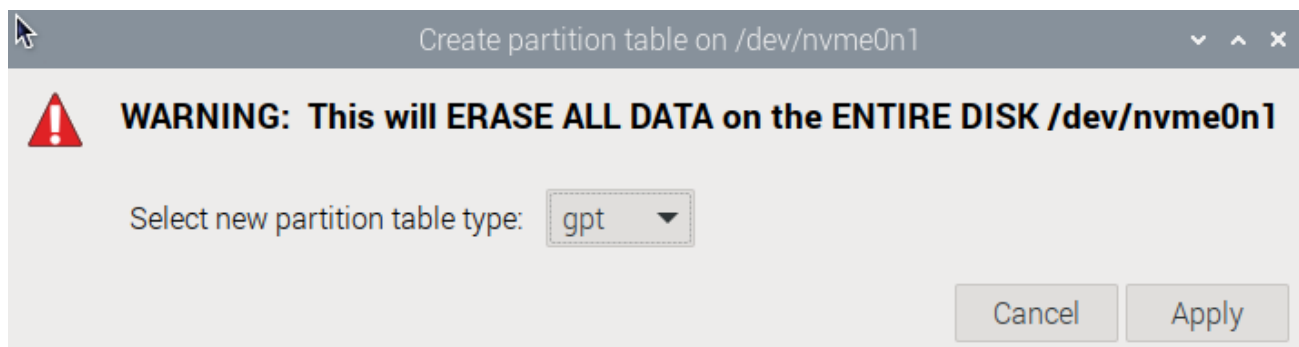 Create partition table on /dev/nvme0n1
WARNING: This will ERASE ALL DATA on the ENTIRE DISK /dev/nvme0n1
Select new partition table type: gpt
Cancel Apply